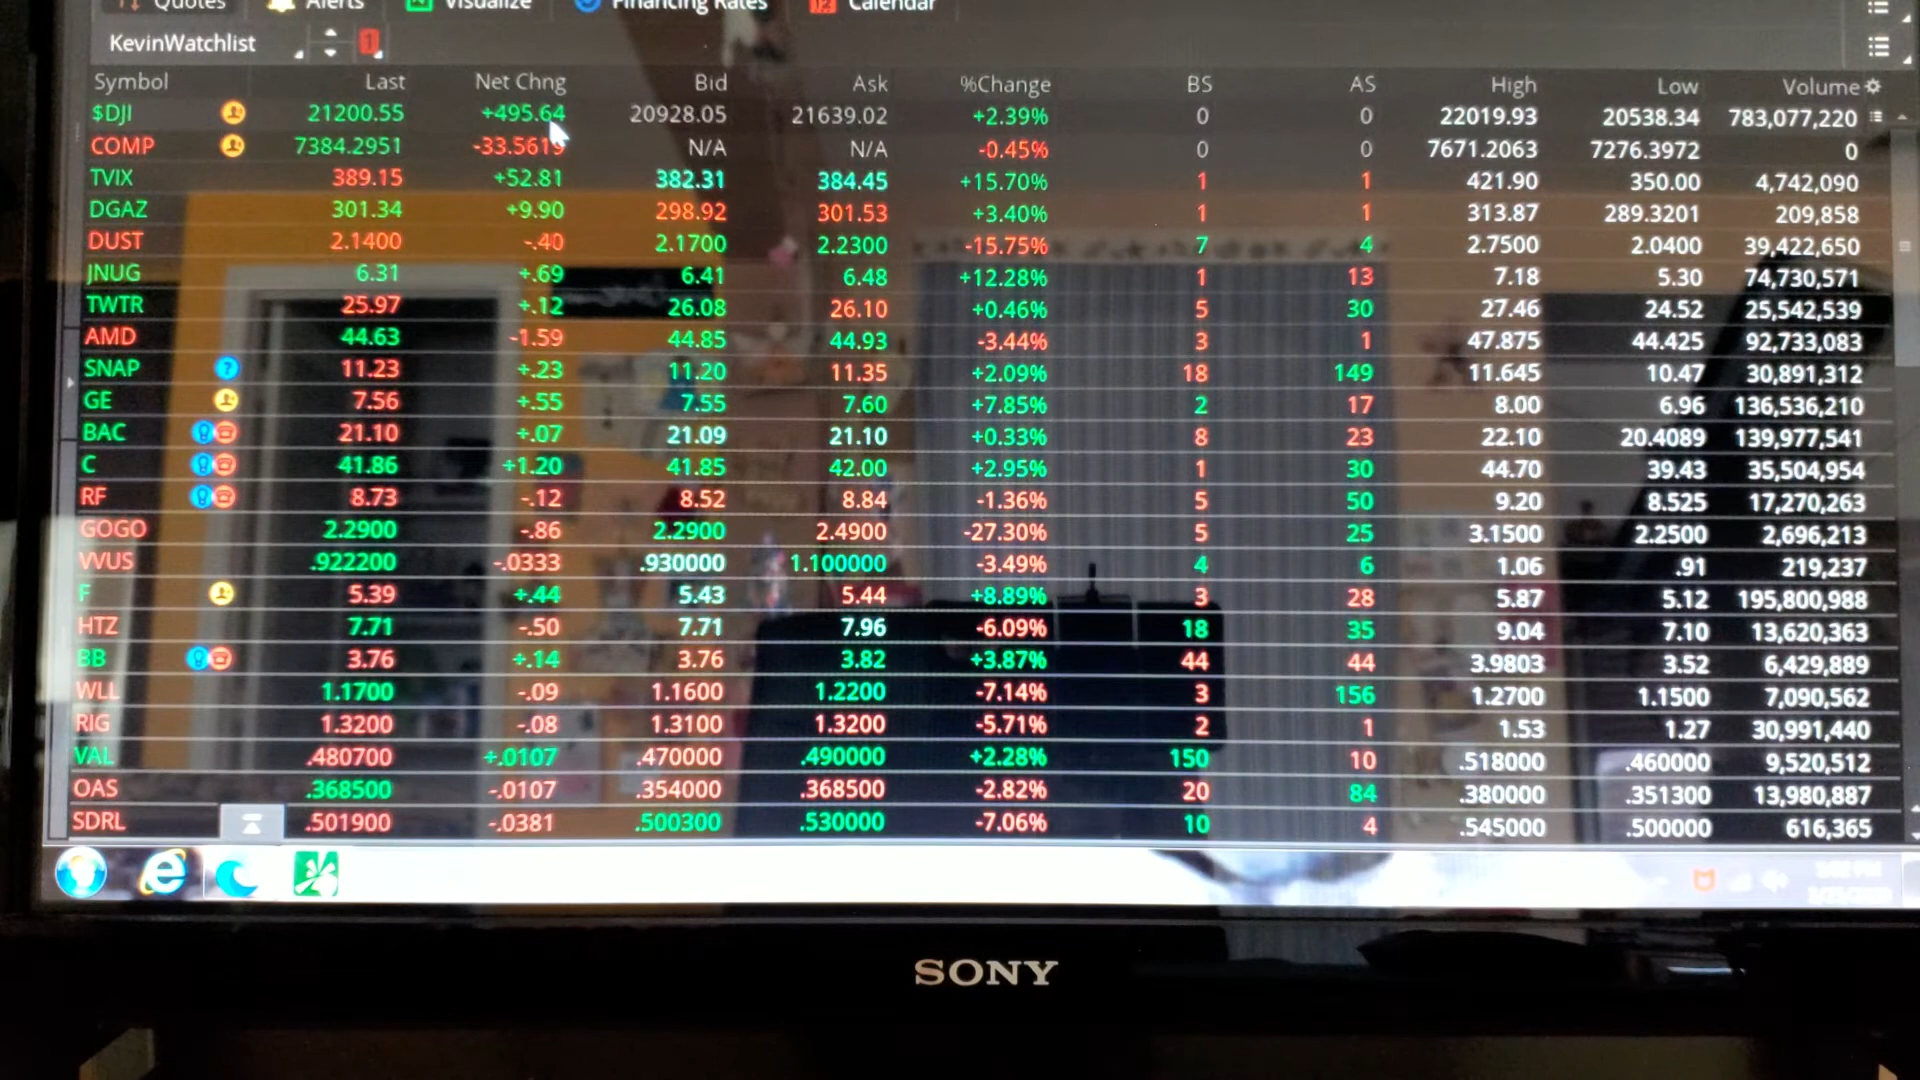 Quotes Alerts Visualize Financing Rates Calendar
KevinWatchlist 1
Symbol Last Net Chng Bid Ask %Change BS AS High Low Volume
$DJI 21200.55 +495.64 20928.05 21639.02 +2.39% 0 0 22019.93 20538.34 783,077,220
COMP 7384.2951 -33.5619 N/A N/A -0.45% 0 0 7671.2063 7276.3972 0
TVIX 389.15 +52.81 382.31 384.45 +15.70% 1 1 421.90 350.00 4,742,090
DGAZ 301.34 +9.90 298.92 301.53 +3.40% 1 1 313.87 289.3201 209,858
DUST 2.1400 -.40 2.1700 2.2300 -15.75% 7 4 2.7500 2.0400 39,422,650
JNUG 6.31 +.69 6.41 6.48 +12.28% 1 13 7.18 5.30 74,730,571
TWTR 25.97 +.12 26.08 26.10 +0.46% 5 30 27.46 24.52 25,542,539
AMD 44.63 -1.59 44.85 44.93 -3.44% 3 1 47.875 44.425 92,733,083
SNAP ? 11.23 +.23 11.20 11.35 +2.09% 18 149 11.645 10.47 30,891,312
GE 7.56 +.55 7.55 7.60 +7.85% 2 17 8.00 6.96 136,536,210
BAC 21.10 +.07 21.09 21.10 +0.33% 8 23 22.10 20.4089 139,977,541
C 41.86 +1.20 41.85 42.00 +2.95% 1 30 44.70 39.43 35,504,954
RF 8.73 -.12 8.52 8.84 -1.36% 5 50 9.20 8.525 17,270,263
GOGO 2.2900 -.86 2.2900 2.4900 -27.30% 5 25 3.1500 2.2500 2,696,213
VVUS .922200 -.0333 .930000 1.100000 -3.49% 4 6 1.06 .91 219,237
F 5.39 +.44 5.43 5.44 +8.89% 3 28 5.87 5.12 195,800,988
HTZ 7.71 -.50 7.71 7.96 -6.09% 18 35 9.04 7.10 13,620,363
BB 3.76 +.14 3.76 3.82 +3.87% 44 44 3.9803 3.52 6,429,889
WLL 1.1700 -.09 1.1600 1.2200 -7.14% 3 156 1.2700 1.1500 7,090,562
RIG 1.3200 -.08 1.3100 1.3200 -5.71% 2 1 1.53 1.27 30,991,440
VAL .480700 +.0107 .470000 .490000 +2.28% 150 10 .518000 .460000 9,520,512
OAS .368500 -.0107 .354000 .368500 -2.82% 20 84 .380000 .351300 13,980,887
SDRL .501900 -.0381 .500300 .530000 -7.06% 10 4 .545000 .500000 616,365
SONY